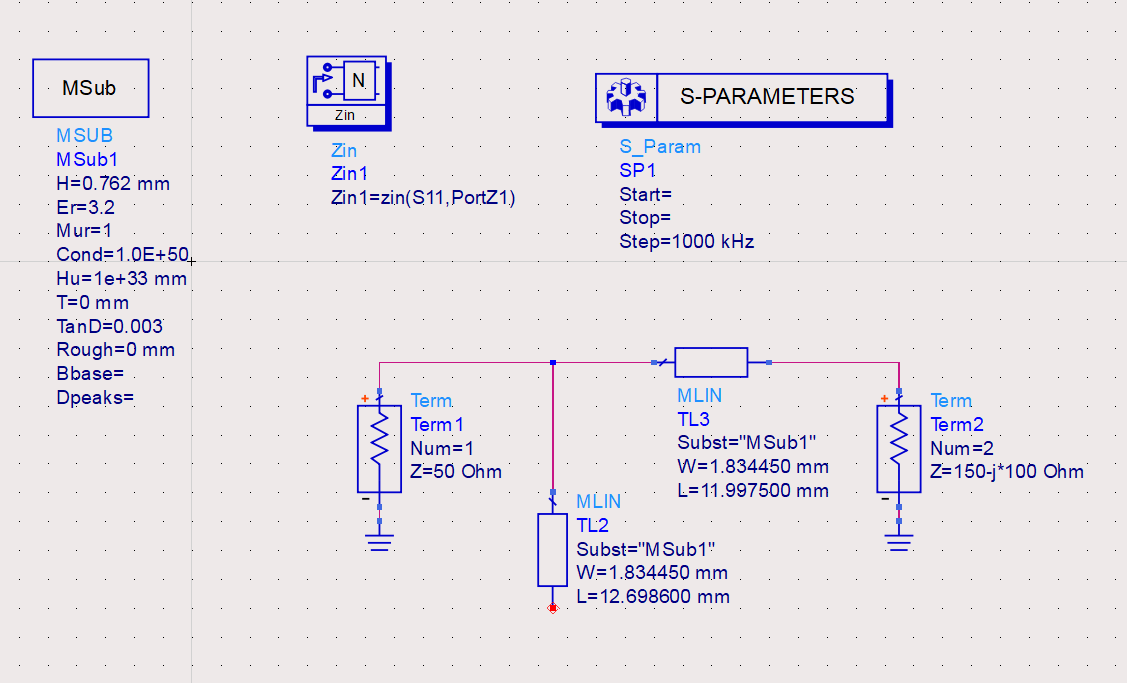 MSub
MSUB
MSub1
H=0.762 mm
Er=3.2
Mur=1
Cond=1.0E+50
Hu=1e+33 mm
T=0 mm
TanD=0.003
Rough=0 mm
Bbase=
Dpeaks=
N
Zin
Zin
Zin1
Zin1=zin(S11,PortZ1)
S-PARAMETERS
S_Param
SP1
Start=
Stop=
Step=1000 kHz
+
Term
Term1
Num=1
Z=50 Ohm
-
MLIN
TL2
Subst="MSub1"
W=1.834450 mm
L=12.698600 mm
MLIN
TL3
Subst="MSub1"
W=1.834450 mm
L=11.997500 mm
+
Term
Term2
Num=2
Z=150-j*100 Ohm
-